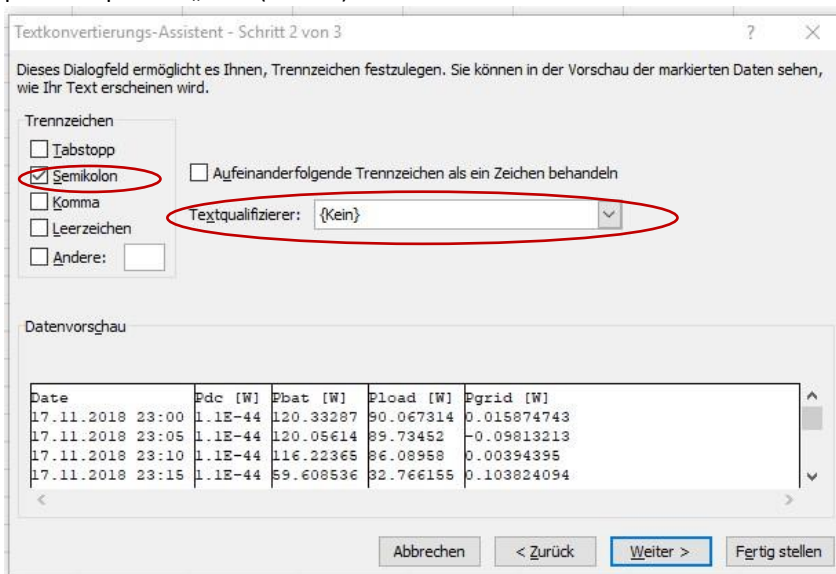 Textkonvertierungs-Assistent - Schritt 2 von 3 ?
Dieses Dialogfeld ermöglicht es Ihnen, Trennzeichen festzulegen. Sie können in der Vorschau der markierten Daten sehen,
wie Ihr Text erscheinen wird.
Trennzeichen
Tabstopp
Semikolon
Komma
Leerzeichen
Andere:
Aufeinanderfolgende Trennzeichen als ein Zeichen behandeln
Textqualifizierer: {Kein}
Datenvorschau
Date Pdc [W] Pbat [W] Pload [W] Pgrid [W]
17.11.2018 23:00 1.1E-44 120.33287 90.067314 0.015874743
17.11.2018 23:05 1.1E-44 120.05614 89.73452 -0.09813213
17.11.2018 23:10 1.1E-44 116.22365 86.08958 0.00394395
17.11.2018 23:15 1.1E-44 59.608536 32.766155 0.103824094
Abbrechen < Zurück Weiter > Fertig stellen